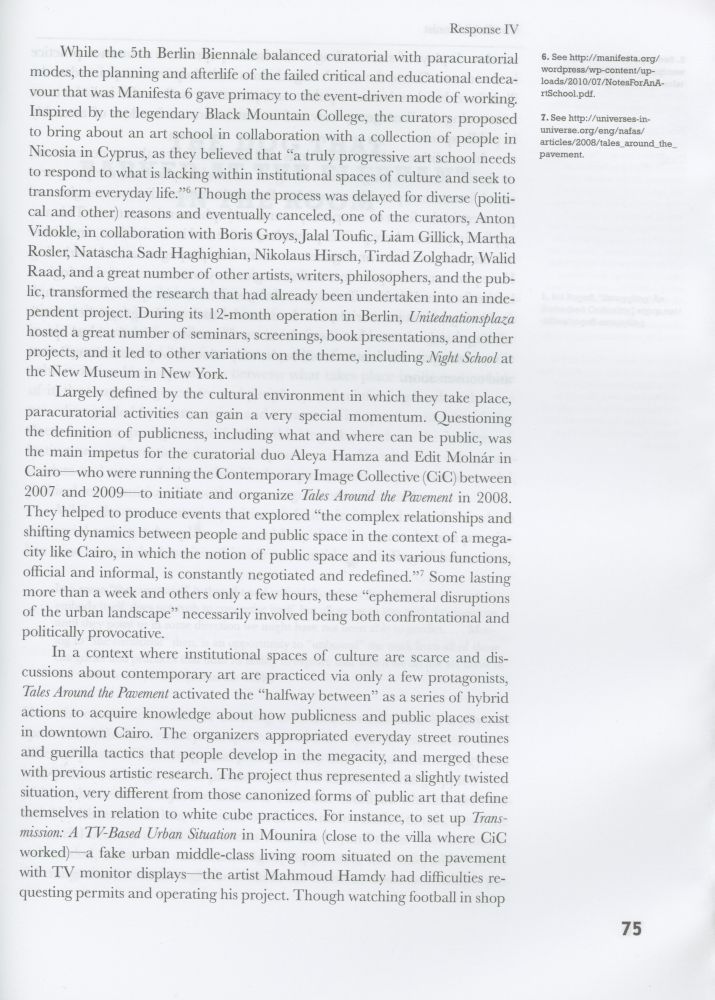 Response IV
While the 5th Berlin Biennale balanced curatorial with paracuratorial
modes, the planning and afterlife of the failed critical and educational endea-
vour that was Manifesta 6 gave primacy to the event-driven mode of working.
Inspired by the legendary Black Mountain College, the curators proposed
to bring about an art school in collaboration with a collection of people in
Nicosia in Cyprus, as they believed that “a truly progressive art school needs
to respond to what is lacking within institutional spaces of culture and seek to
transform everyday life.”6 Though the process was delayed for diverse (politi-
cal and other) reasons and eventually canceled, one of the curators, Anton
Vidokle, in collaboration with Boris Groys, Jalal Toufic, Liam Gillick, Martha
Rosler, Natascha Sadr Haghighian, Nikolaus Hirsch, Tirdad Zolghadr, Walid
Raad, and a great number of other artists, writers, philosophers, and the pub-
lic, transformed the research that had already been undertaken into an inde-
pendent project. During its 12-month operation in Berlin, Unitednationsplaza
hosted a great number of seminars, screenings, book presentations, and other
projects, and it led to other variations on the theme, including Night School at
the New Museum in New York.
Largely defined by the cultural environment in which they take place,
paracuratorial activities can gain a very special momentum. Questioning
the definition of publicness, including what and where can be public, was
the main impetus for the curatorial duo Aleya Hamza and Edit Molnár in
Cairo—who were running the Contemporary Image Collective (CiC) between
2007 and 2009—to initiate and organize Tales Around the Pavement in 2008.
They helped to produce events that explored “the complex relationships and
shifting dynamics between people and public space in the context of a mega-
city like Cairo, in which the notion of public space and its various functions,
official and informal, is constantly negotiated and redefined.”7 Some lasting
more than a week and others only a few hours, these “ephemeral disruptions
of the urban landscape” necessarily involved being both confrontational and
politically provocative.
In a context where institutional spaces of culture are scarce and dis-
cussions about contemporary art are practiced via only a few protagonists,
Tales Around the Pavement activated the “halfway between” as a series of hybrid
actions to acquire knowledge about how publicness and public places exist
in downtown Cairo. The organizers appropriated everyday street routines
and guerilla tactics that people develop in the megacity, and merged these
with previous artistic research. The project thus represented a slightly twisted
situation, very different from those canonized forms of public art that define
themselves in relation to white cube practices. For instance, to set up Trans-
mission: A TV-Based Urban Situation in Mounira (close to the villa where CiC
worked)—a fake urban middle-class living room situated on the pavement
with TV monitor displays—the artist Mahmoud Hamdy had difficulties re-
questing permits and operating his project. Though watching football in shop
6. See http://manifesta.org/
wordpress/wp-content/up-
loads/2010/07/NotesForAnA-
rtSchool.pdf.
7. See http://universes-in-
universe.org/eng/nafas/
articles/2008/tales_around_the_
pavement.
75